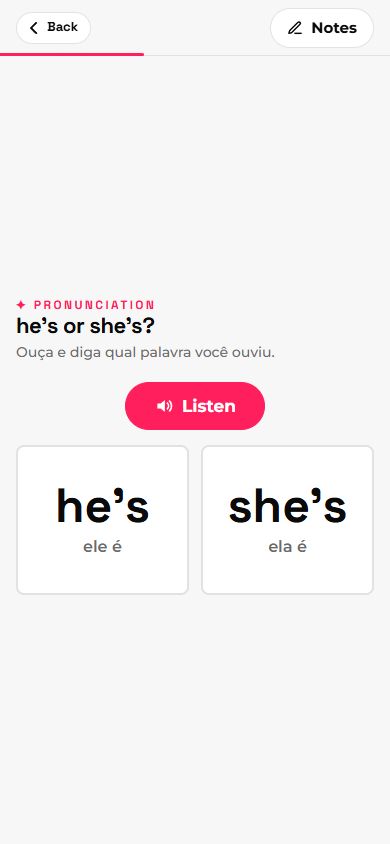 Back
Notes
PRONUNCIATION
he’s or she’s?
Ouça e diga qual palavra você ouviu.
Listen
he’s
ele é
she’s
ela é